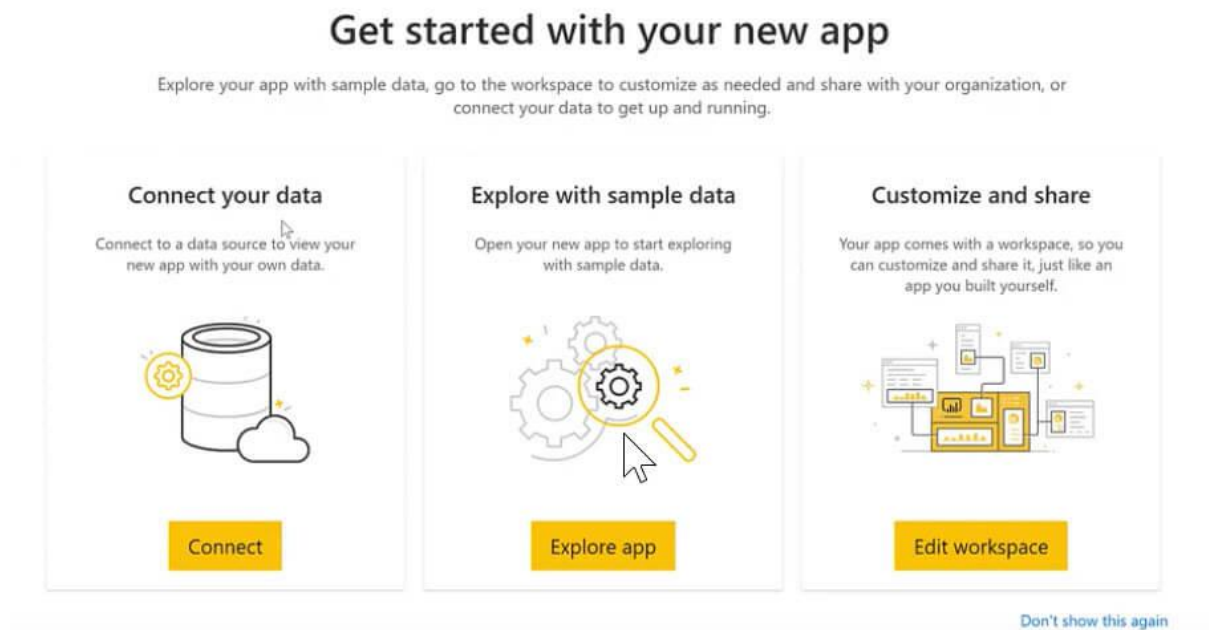 Get started with your new app
Explore your app with sample data, go to the workspace to customize as needed and share with your organization, or
connect your data to get up and running.
Connect your data
Connect to a data source to view your
new app with your own data.
Connect
Explore with sample data
Open your new app to start exploring
with sample data.
Explore app
Customize and share
Your app comes with a workspace, so you
can customize and share it, just like an
app you built yourself.
Edit workspace
Don't show this again